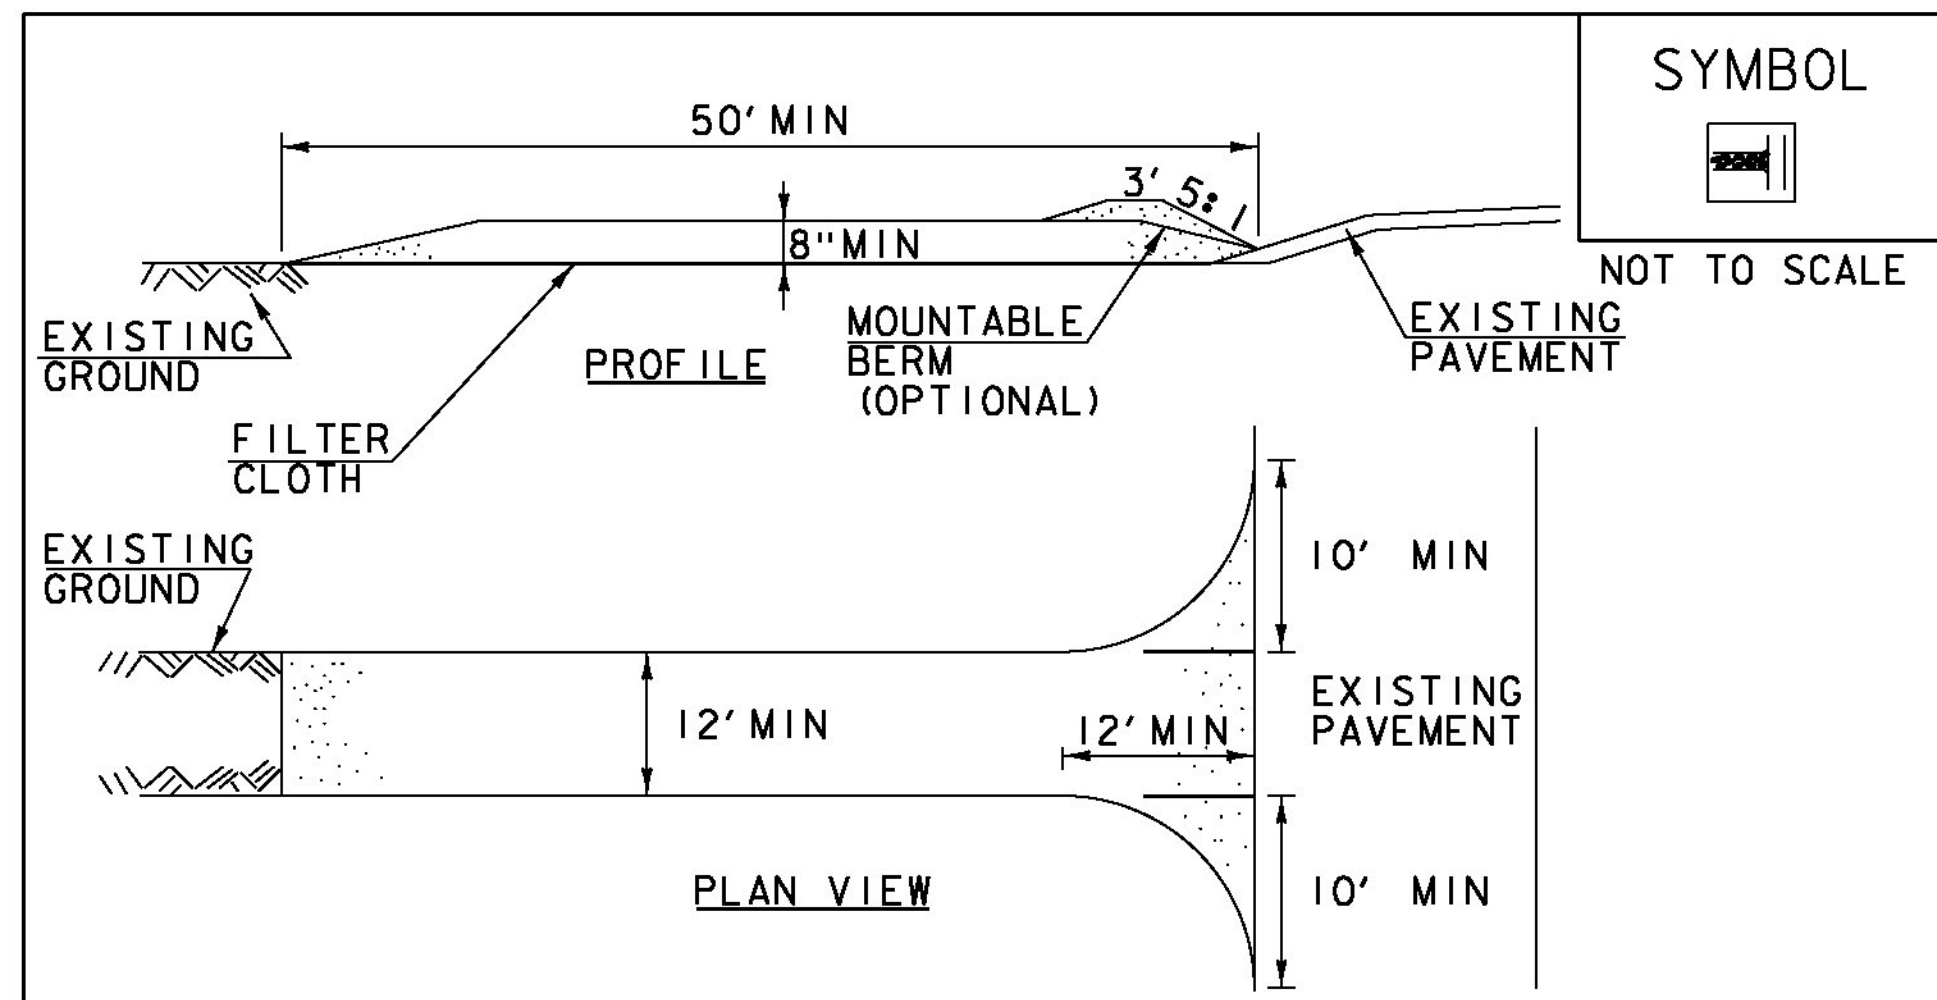 SYMBOL
NOT TO SCALE
50' MIN
3' 5:1
8" MIN
EXISTING
GROUND
PROFILE
MOUNTABLE
BERM
(OPTIONAL)
EXISTING
PAVEMENT
FILTER
CLOTH
EXISTING
GROUND
10' MIN
12' MIN
12' MIN
EXISTING
PAVEMENT
PLAN VIEW
10' MIN